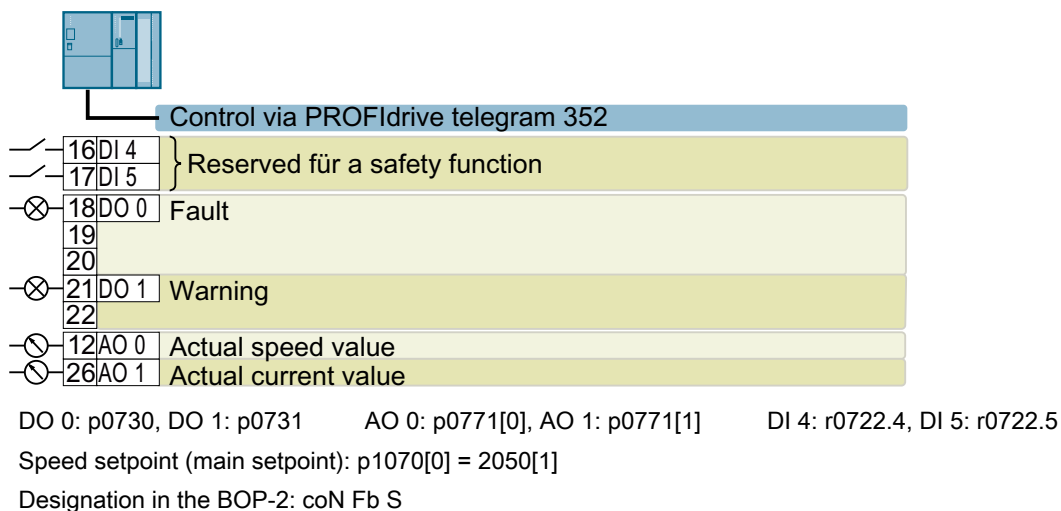 Control via PROFIdrive telegram 352
16 DI 4
Reserved für a safety function
17 DI 5
18 DO 0 Fault
19
20
21 DO 1 Warning
22
12 AO 0 Actual speed value
26 AO 1 Actual current value
DO 0: p0730, DO 1: p0731 AO 0: p0771[0], AO 1: p0771[1] DI 4: r0722.4, DI 5: r0722.5
Speed setpoint (main setpoint): p1070[0] = 2050[1]
Designation in the BOP-2: coN Fb S